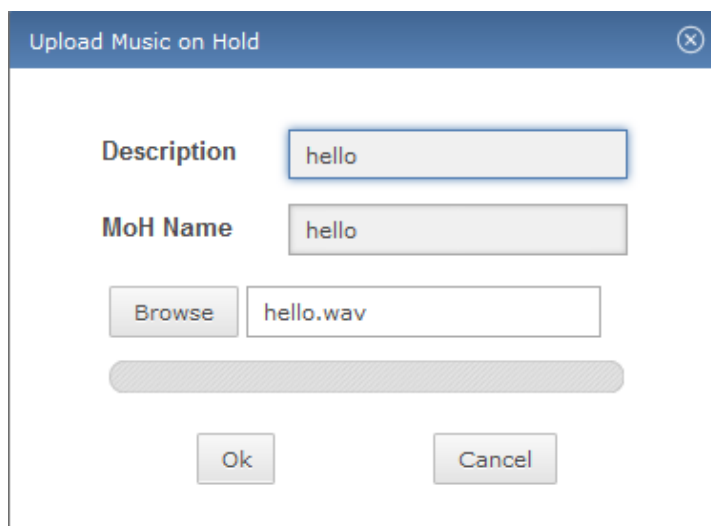 Upload Music on Hold
Description hello
MoH Name hello
Browse hello.wav
Ok Cancel